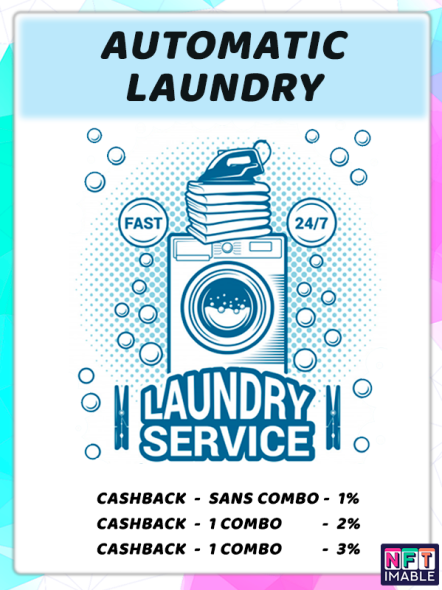 AUTOMATIC
LAUNDRY
FAST
24/7
LAUNDRY
SERVICE
CASHBACK - SANS COMBO - 1%
CASHBACK - 1 COMBO - 2%
CASHBACK - 1 COMBO - 3%
NFT
IMABLE